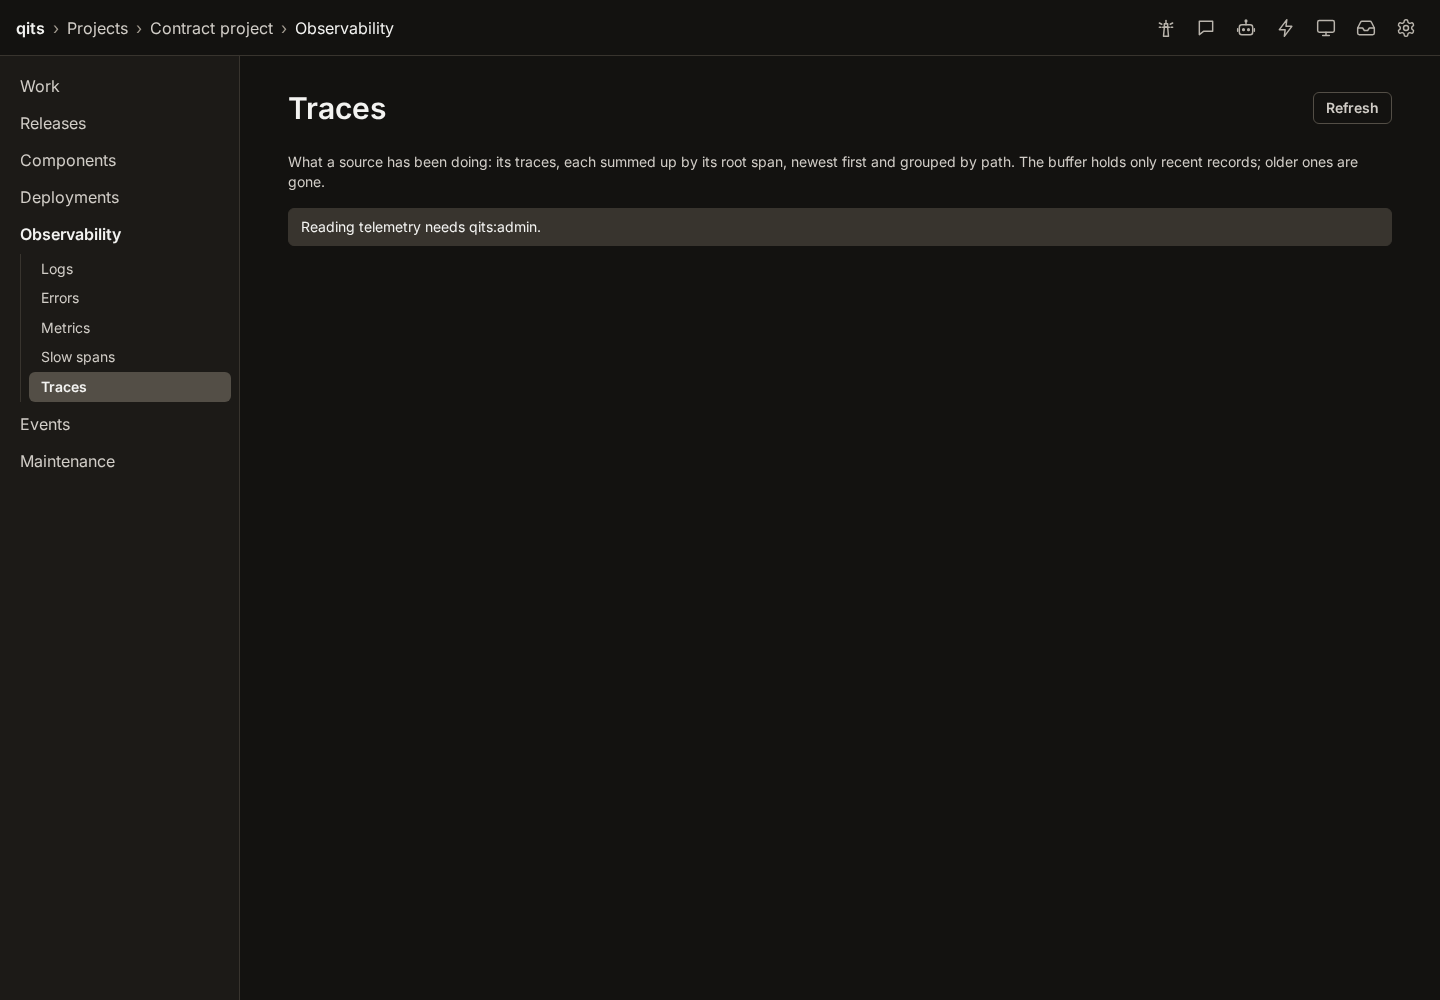 qits › Projects › Contract project › Observability
Work
Releases
Components
Deployments
Observability
Logs
Errors
Metrics
Slow spans
Traces
Events
Maintenance
Traces
Refresh
What a source has been doing: its traces, each summed up by its root span, newest first and grouped by path. The buffer holds only recent records; older ones are
gone.
Reading telemetry needs qits:admin.